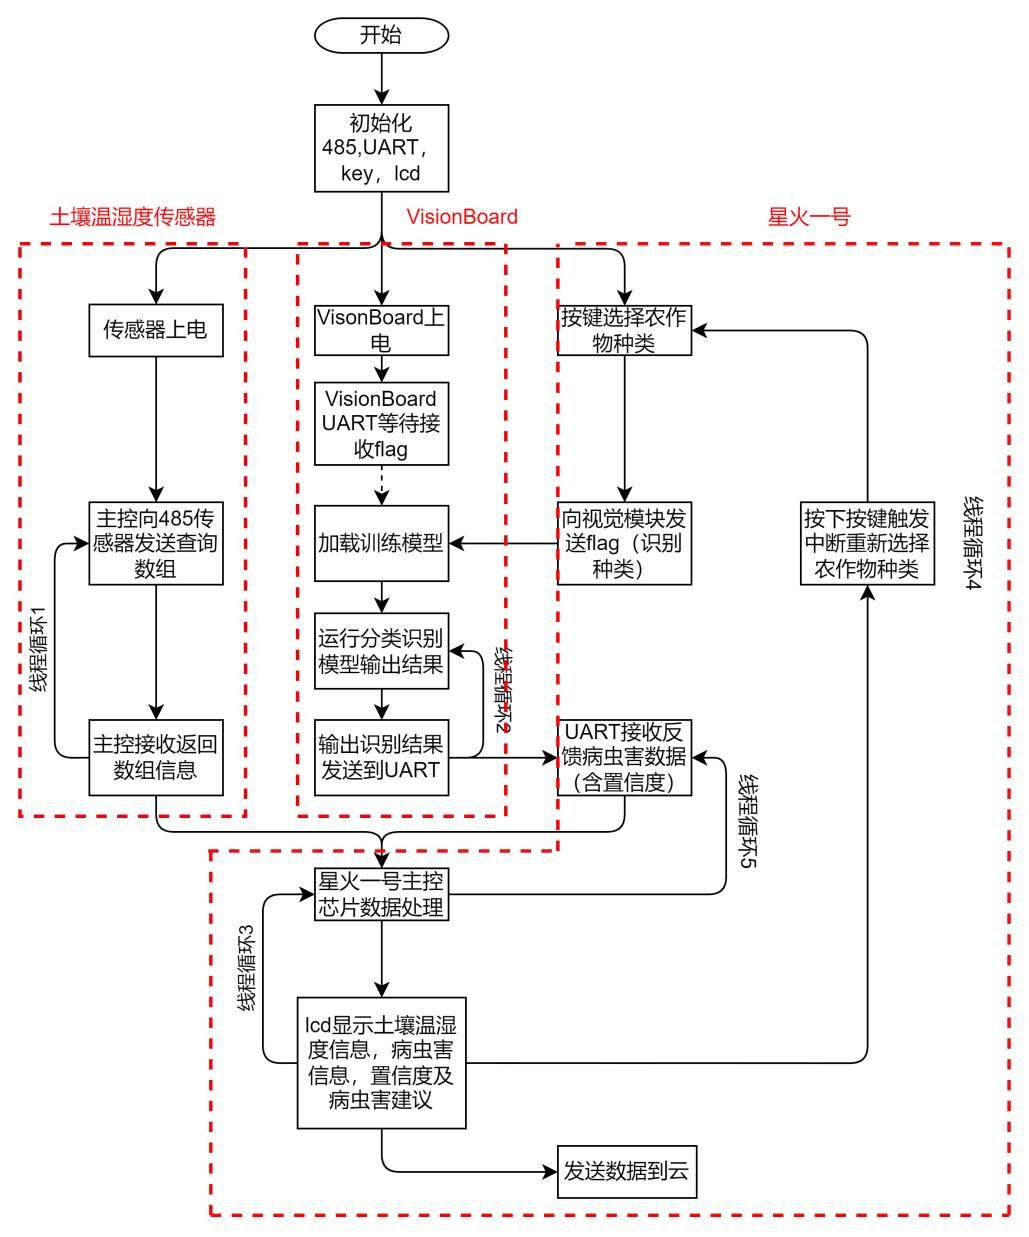 开始
初始化
485,UART，
key，lcd
土壤温湿度传感器
VisionBoard
星火一号
传感器上电
VisonBoard上
电
按键选择农作
物种类
VisionBoard
UART等待接
收flag
主控向485传
感器发送查询
数组
加载训练模型
向视觉模块发
送flag（识别
种类）
按下按键触发
中断重新选择
农作物种类
线程循环4
线程循环1
运行分类识别
模型输出结果
线程循环2
主控接收返回
数组信息
输出识别结果
发送到UART
UART接收反
馈病虫害数据
（含置信度）
线程循环5
星火一号主控
芯片数据处理
线程循环3
lcd显示土壤温湿
度信息，病虫害
信息，置信度及
病虫害建议
发送数据到云